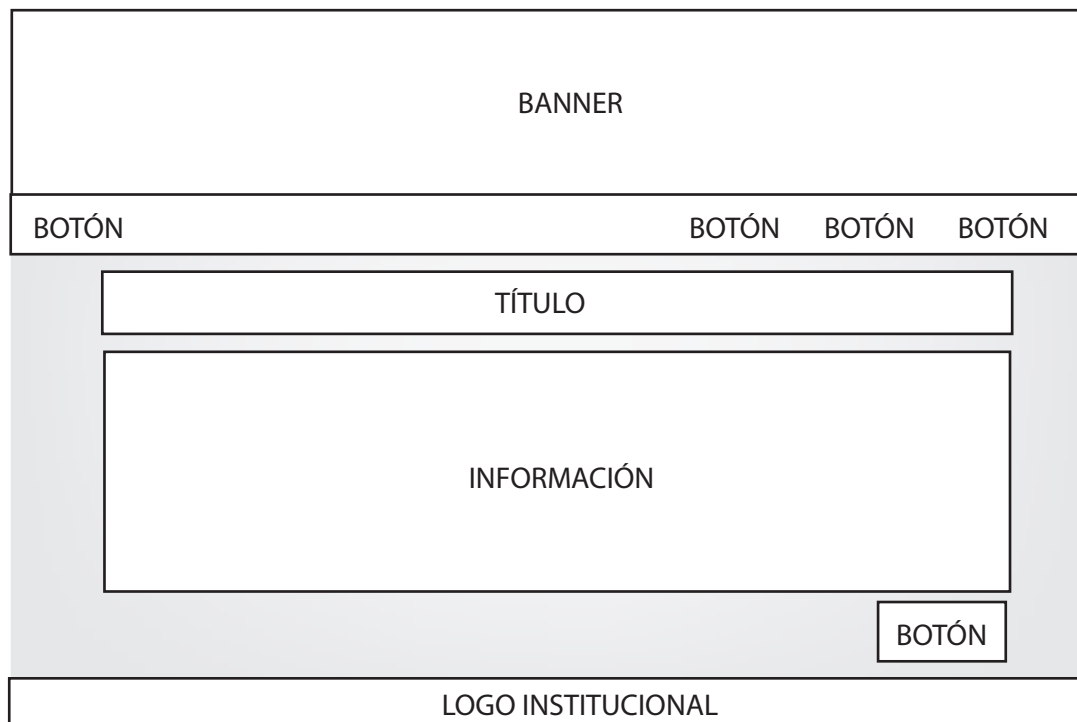 BANNER
BOTÓN BOTÓN BOTÓN BOTÓN
TÍTULO
INFORMACIÓN
BOTÓN
LOGO INSTITUCIONAL